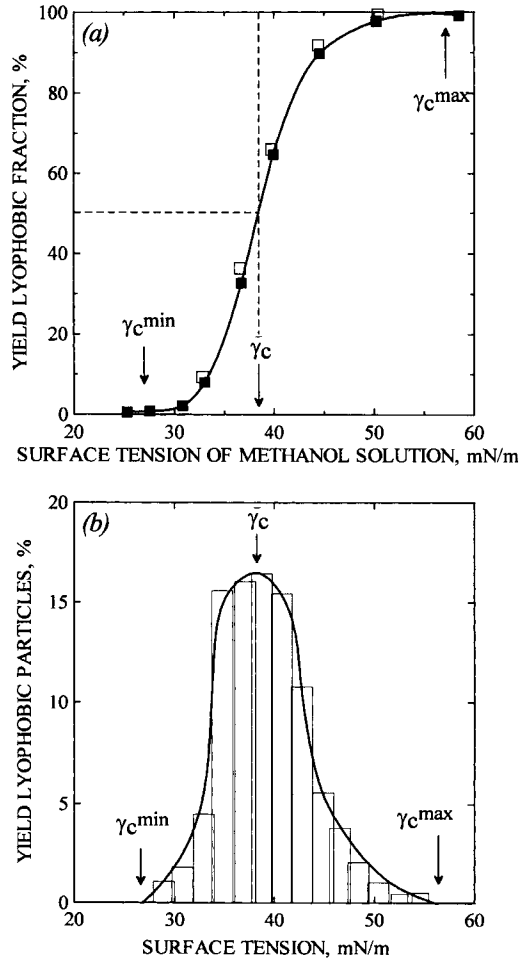 (a)
YIELD LYOPHOBIC FRACTION, %
100
80
60
40
20
0
γc max
γc min
γ̄c
20 30 40 50 60
SURFACE TENSION OF METHANOL SOLUTION, mN/m
(b)
γ̄c
YIELD LYOPHOBIC PARTICLES, %
20
15
10
5
0
γc min
γc max
20 30 40 50 60
SURFACE TENSION, mN/m